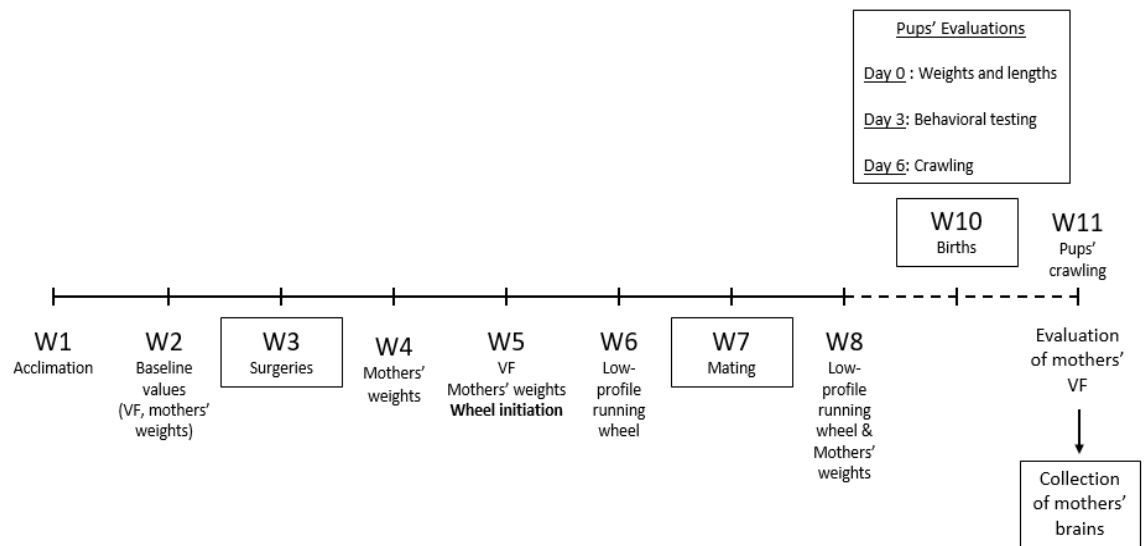 Pups' Evaluations
Day 0 : Weights and lengths
Day 3: Behavioral testing
Day 6: Crawling
W10
Births
W11
Pups'
crawling
W1
Acclimation
W2
Baseline
values
(VF, mothers'
weights)
W3
Surgeries
W4
Mothers'
weights
W5
VF
Mothers' weights
Wheel initiation
W6
Low-
profile
running
wheel
W7
Mating
W8
Low-
profile
running
wheel &
Mothers'
weights
Evaluation
of mothers'
VF
Collection
of mothers'
brains